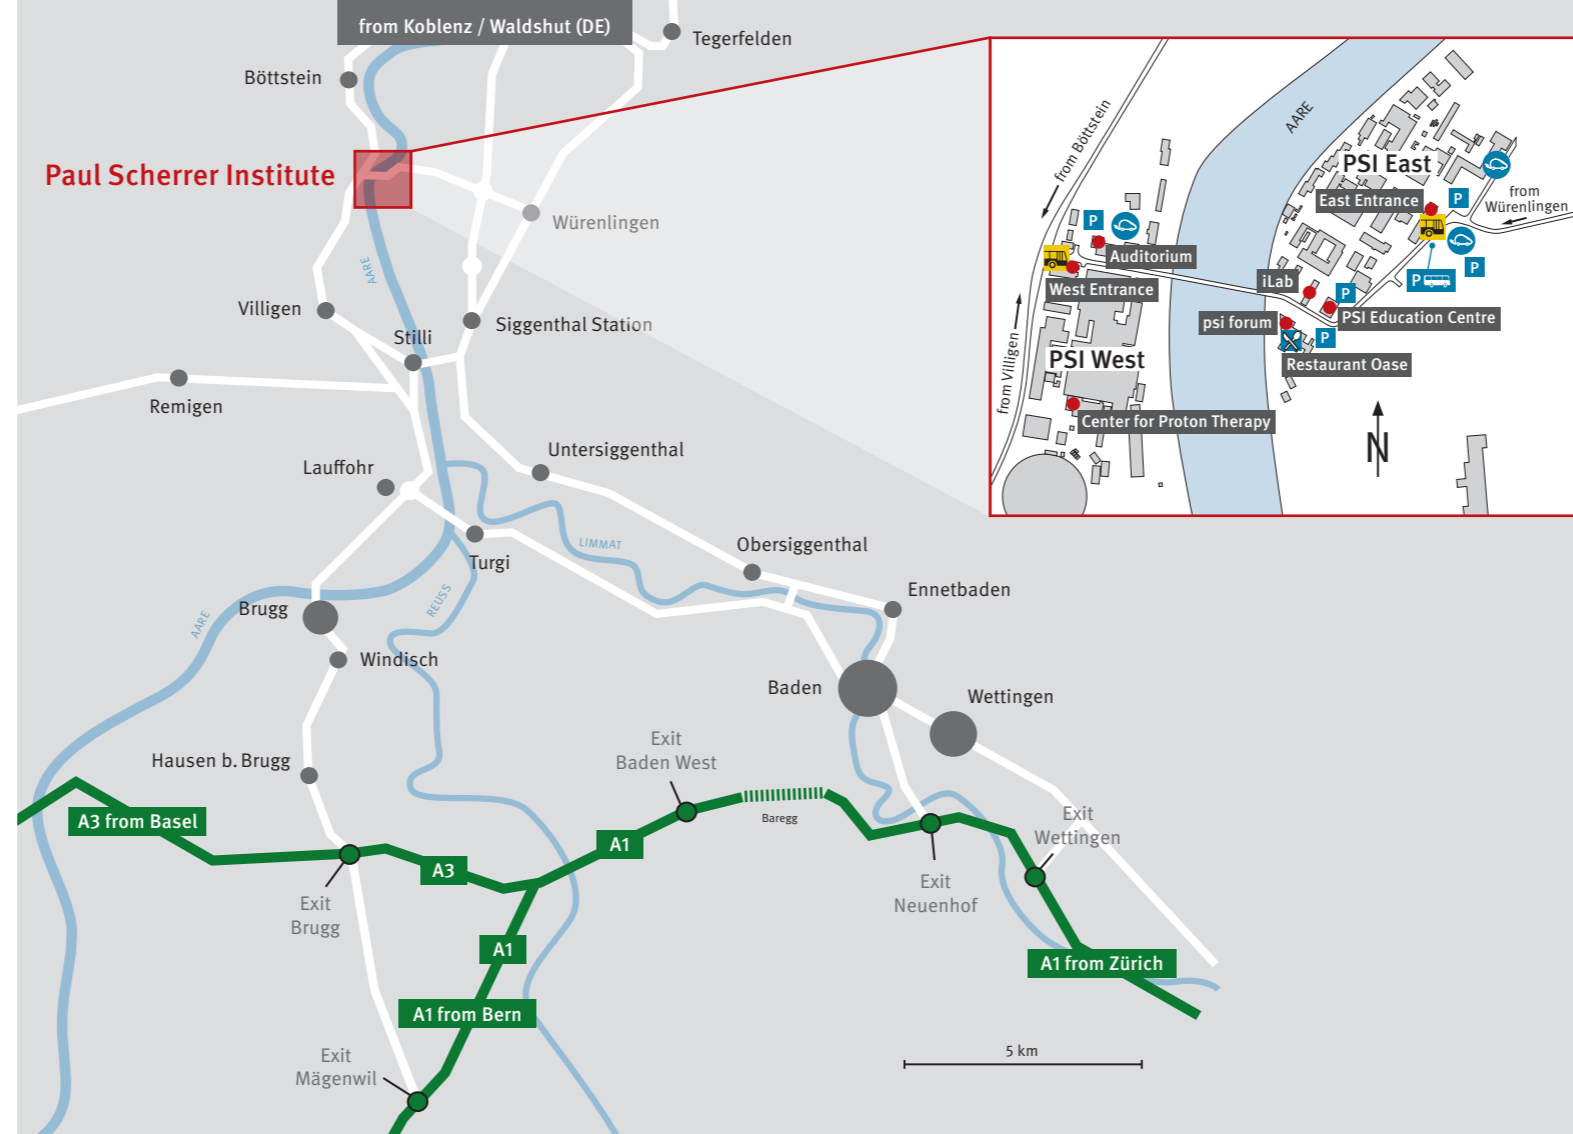 from Koblenz / Waldshut (DE)
Tegerfelden
Böttstein
Paul Scherrer Institute
Würenlingen
AARE
Villigen
Siggenthal Station
Stilli
Remigen
Lauffohr
Untersiggenthal
LIMMAT
Turgi
Obersiggenthal
Ennetbaden
REUSS
AARE
Brugg
Windisch
Baden
Wettingen
Hausen b. Brugg
Exit
Baden West
A3 from Basel
A3
A1
Baregg
Exit
Wettingen
Exit
Brugg
Exit
Neuenhof
A1
A1 from Zürich
A1 from Bern
Exit
Mägenwil
5 km
from Böttstein
AARE
PSI East
East Entrance
P
from
Würenlingen
P
Auditorium
West Entrance
P
P
iLab
P
psi forum
PSI Education Centre
P
Restaurant Oase
PSI West
from Villigen
Center for Proton Therapy
N